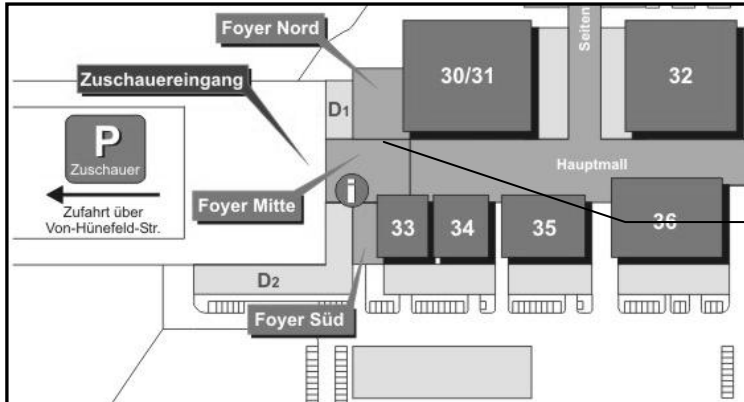 Foyer Nord
30/31
Seiten
32
Zuschauereingang
D1
P
Zuschauer
Zufahrt über
Von-Hünefeld-Str.
Hauptmall
Foyer Mitte
i
33
34
35
36
D2
Foyer Süd